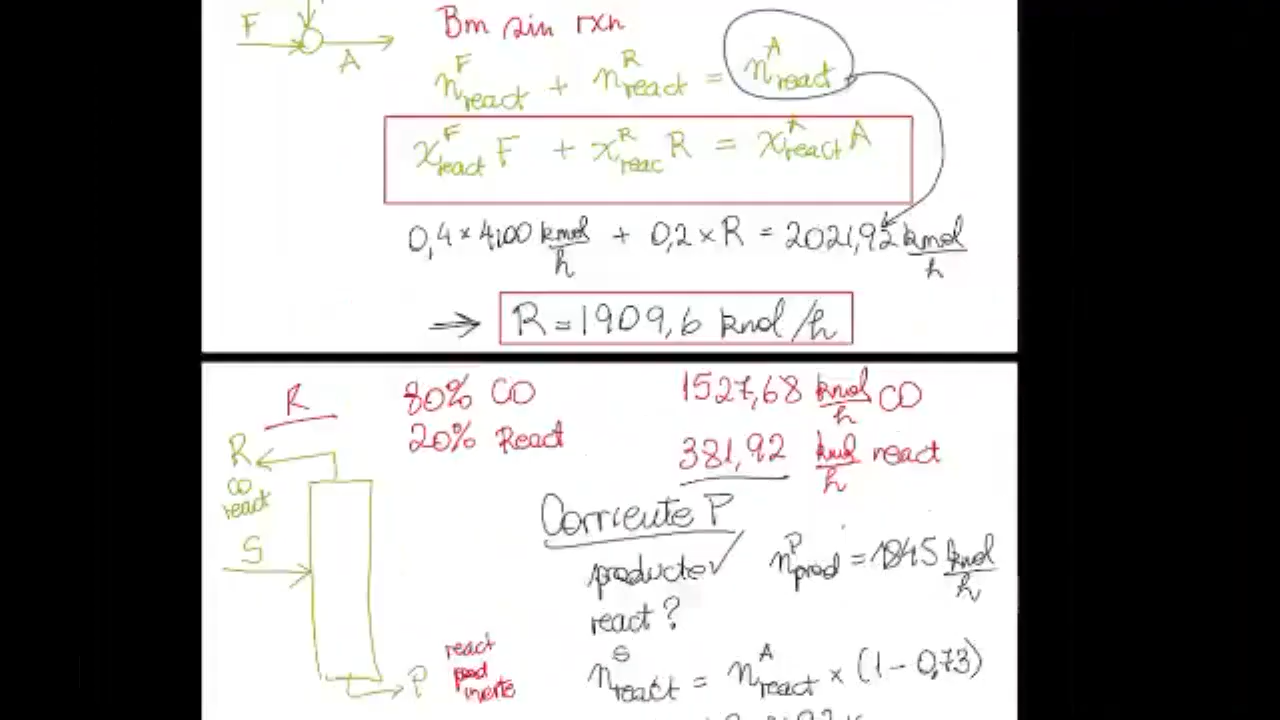 F
A
Bm sin rxn
n^F_react + n^R_react = n^A_react
x^F_react F + x^R_reac R = x^A_react A
0,4 × 4100 kmol/h + 0,2 × R = 2021,92 kmol/h
⇒ R = 1909,6 kmol/h
R
80% CO 1527,68 kmol/h CO
20% React 381,92 kmol/h react
R
CO
react
S
P
react
prod
inerte
Corriente P
producte✓ n^P_prod = 1845 kmol/h
react?
n^S_react = n^A_react × (1 - 0,73)